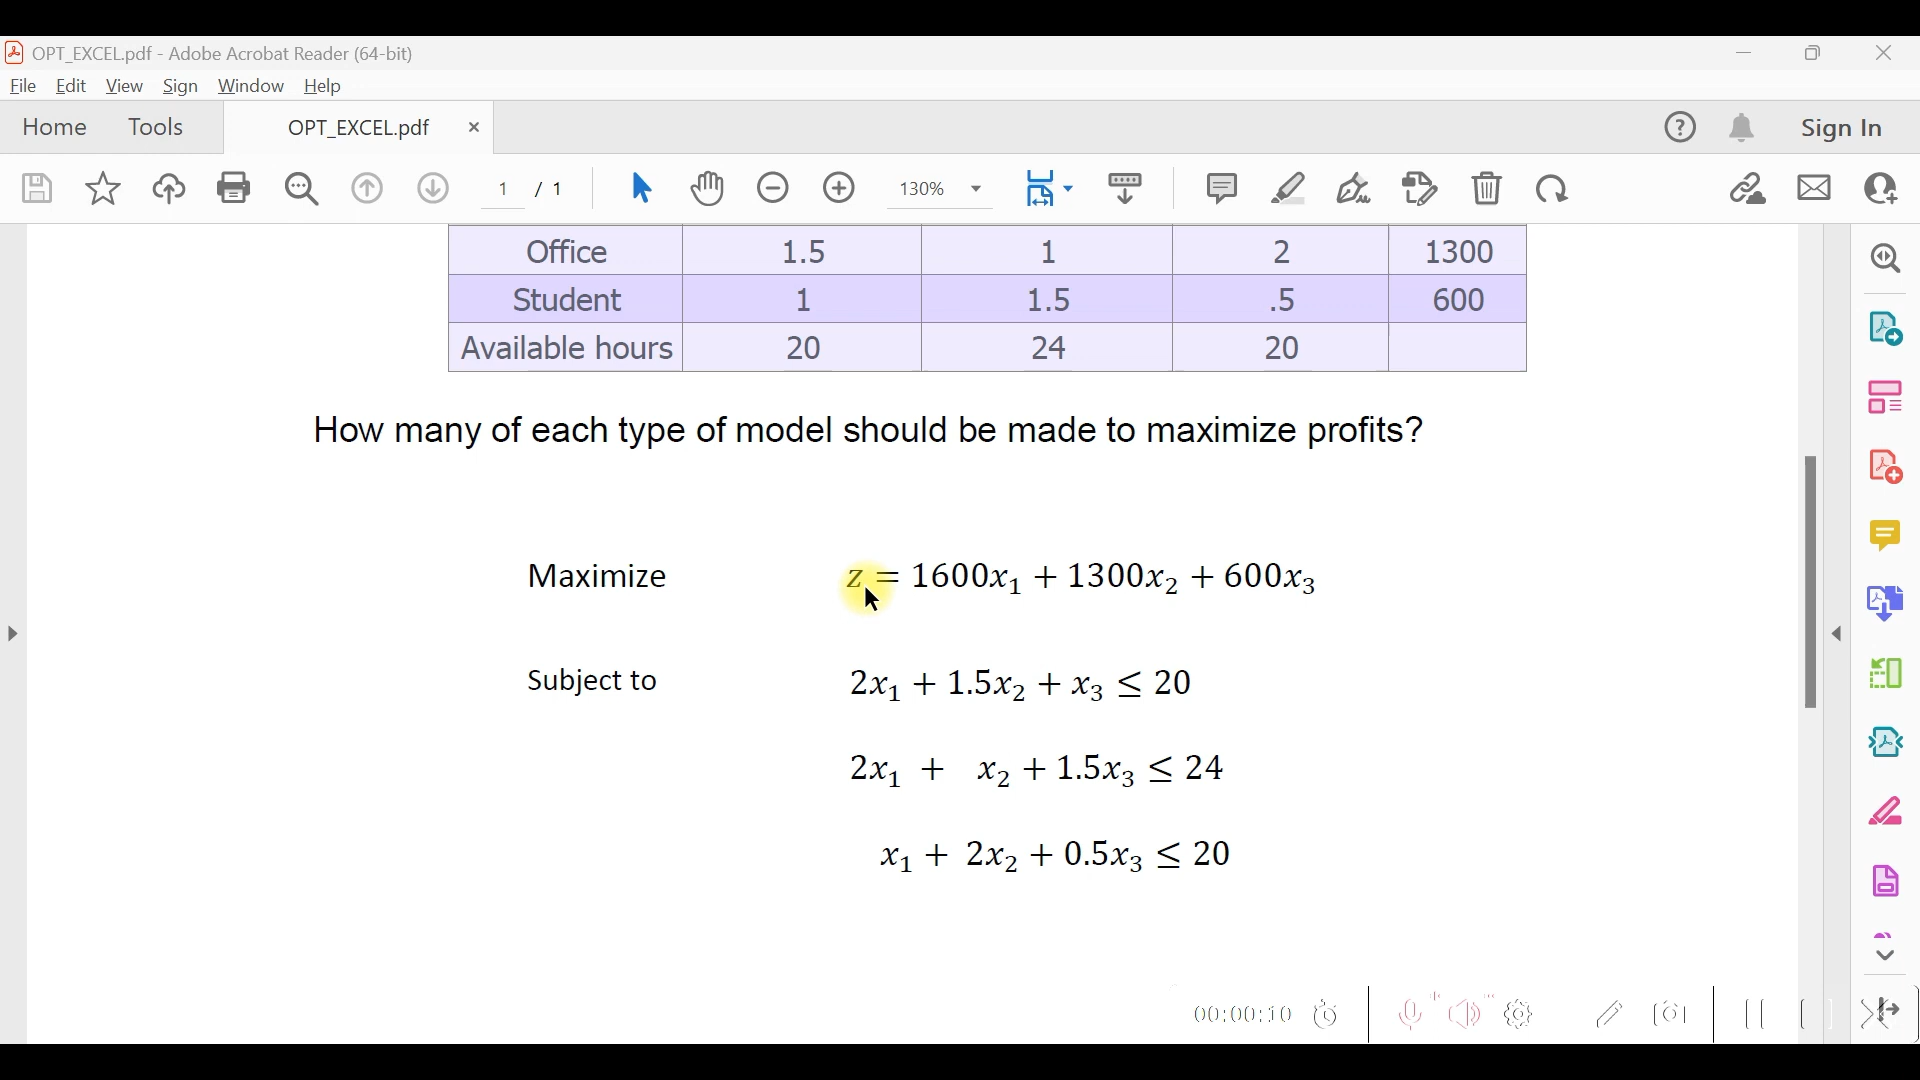 OPT_EXCEL.pdf - Adobe Acrobat Reader (64-bit)
File Edit View Sign Window Help
Home Tools OPT_EXCEL.pdf × Sign In
1 / 1 130%
Office 1.5 1 2 1300
Student 1 1.5 .5 600
Available hours 20 24 20
How many of each type of model should be made to maximize profits?
Maximize z = 1600x₁ + 1300x₂ + 600x₃
Subject to 2x₁ + 1.5x₂ + x₃ ≤ 20
2x₁ + x₂ + 1.5x₃ ≤ 24
x₁ + 2x₂ + 0.5x₃ ≤ 20
00:00:10